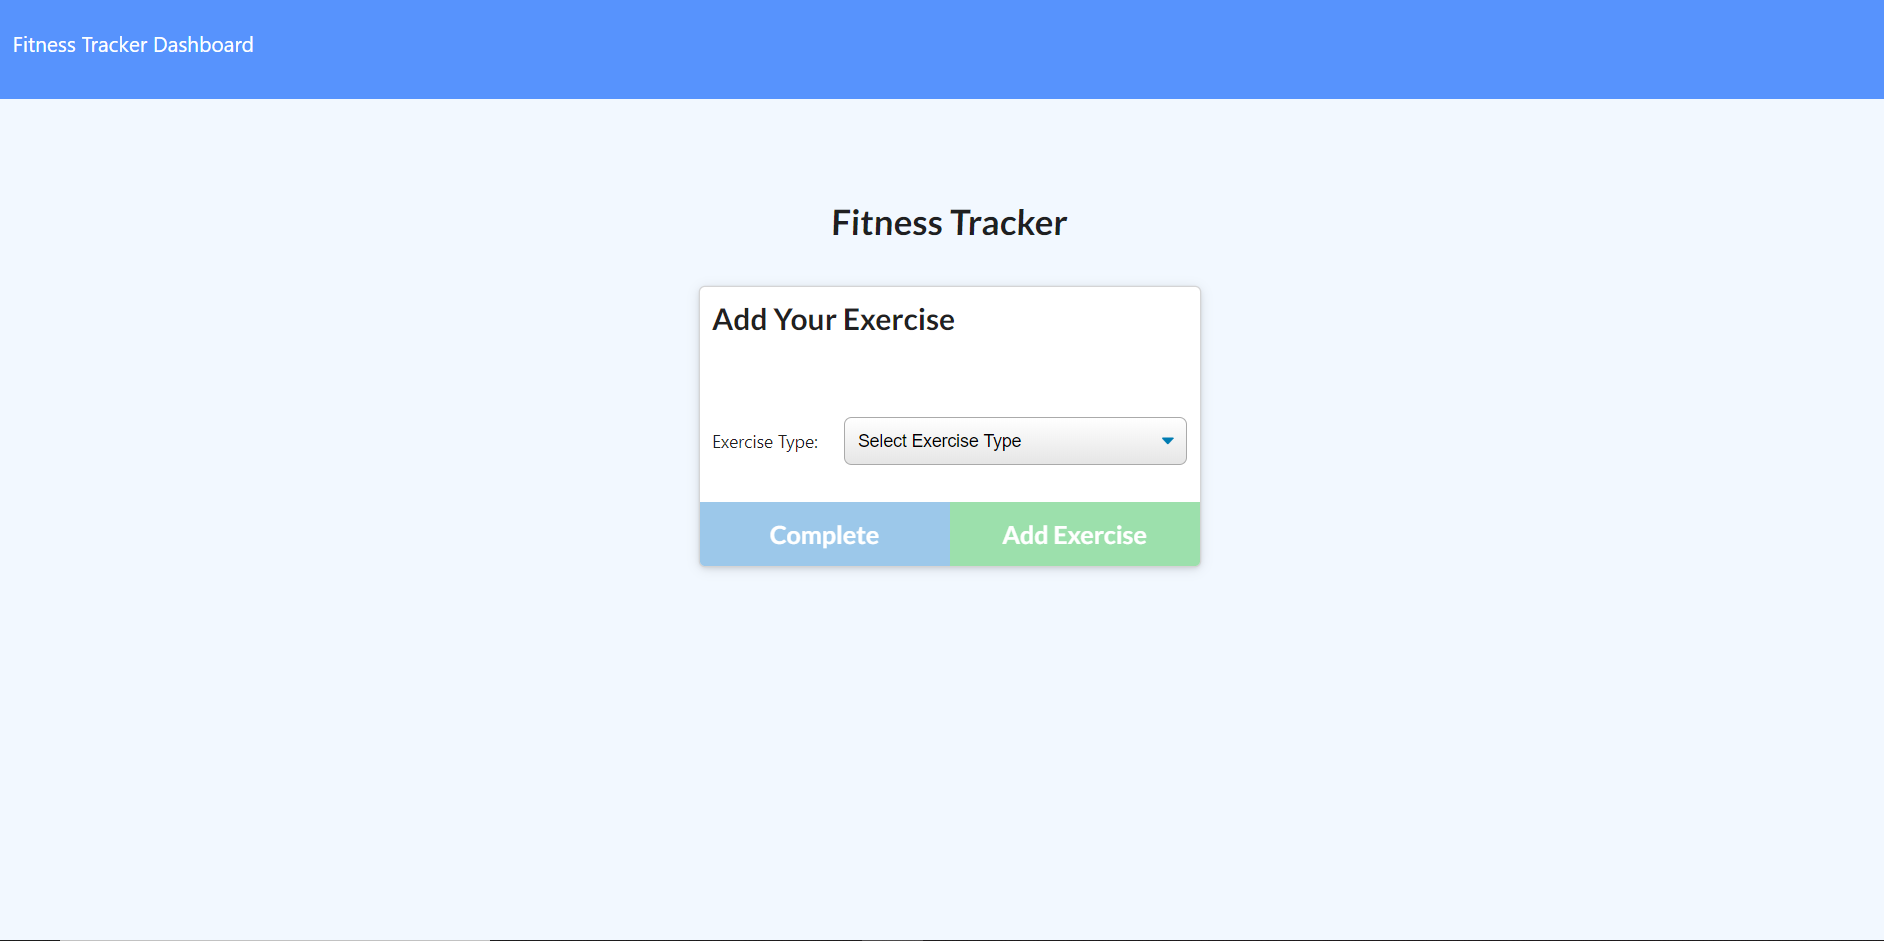 Fitness Tracker Dashboard
Fitness Tracker
Add Your Exercise
Exercise Type: Select Exercise Type
Complete Add Exercise